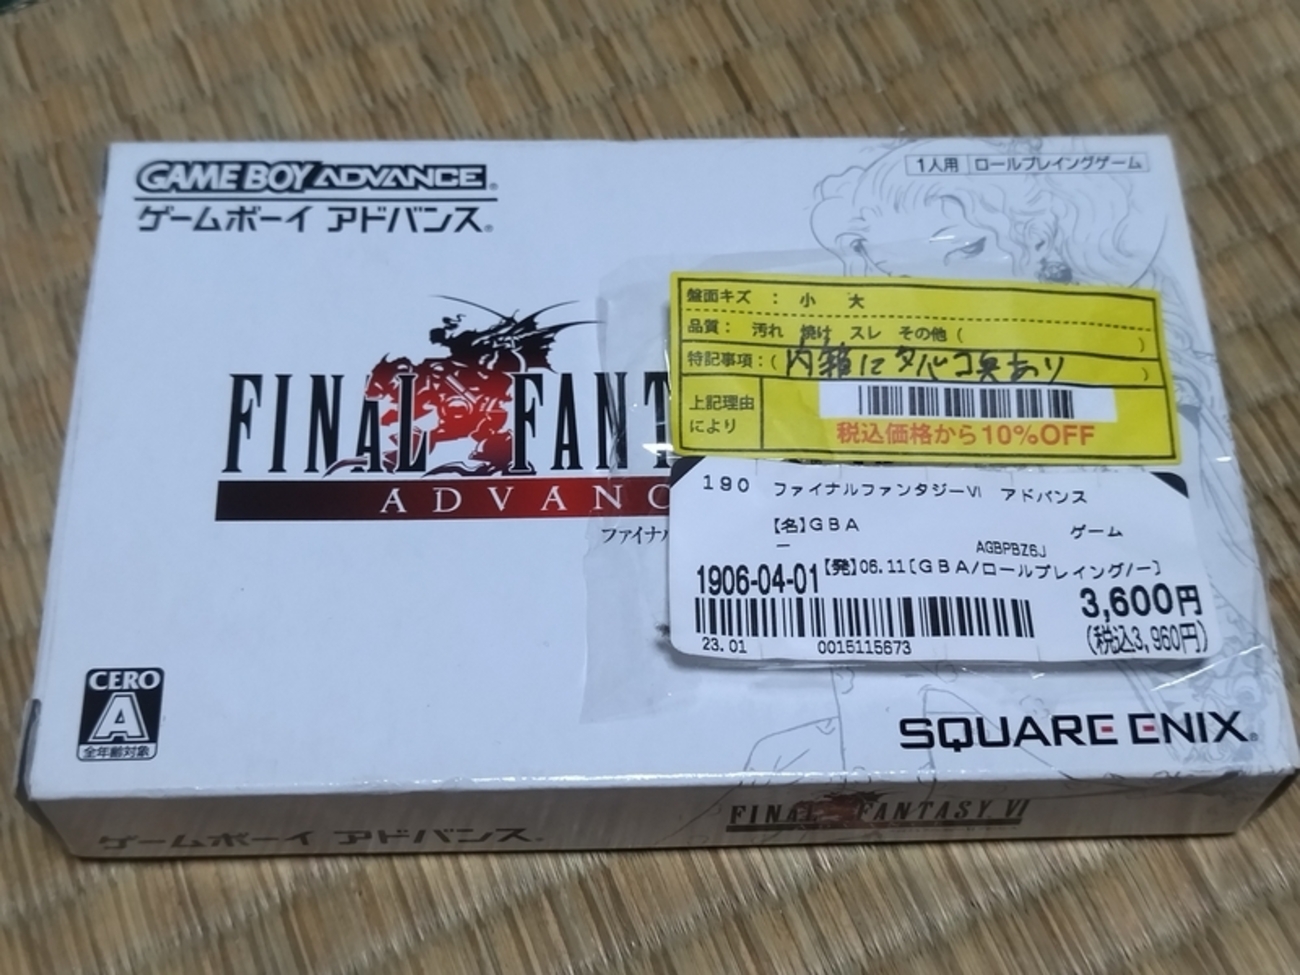 GAME BOY ADVANCE
ゲームボーイ アドバンス
1人用 ロールプレイングゲーム
盤面キズ : 小 大
品質: 汚れ 焼け スレ その他( )
特記事項:(内箱にタバコ臭あり)
上記理由
により
税込価格から10%OFF
FINAL FANT
ADVANC
ファイナ
190 ファイナルファンタジーVI アドバンス
【名】GBA ゲーム
— AGBPBZ6J
1906-04-01 【発】06.11[GBA/ロールプレイング/ー]
3,600円
(税込3,960円)
23.01 0015115673
CERO
A
全年齢対象
SQUARE ENIX
ゲームボーイ アドバンス
FINAL FANTASY VI